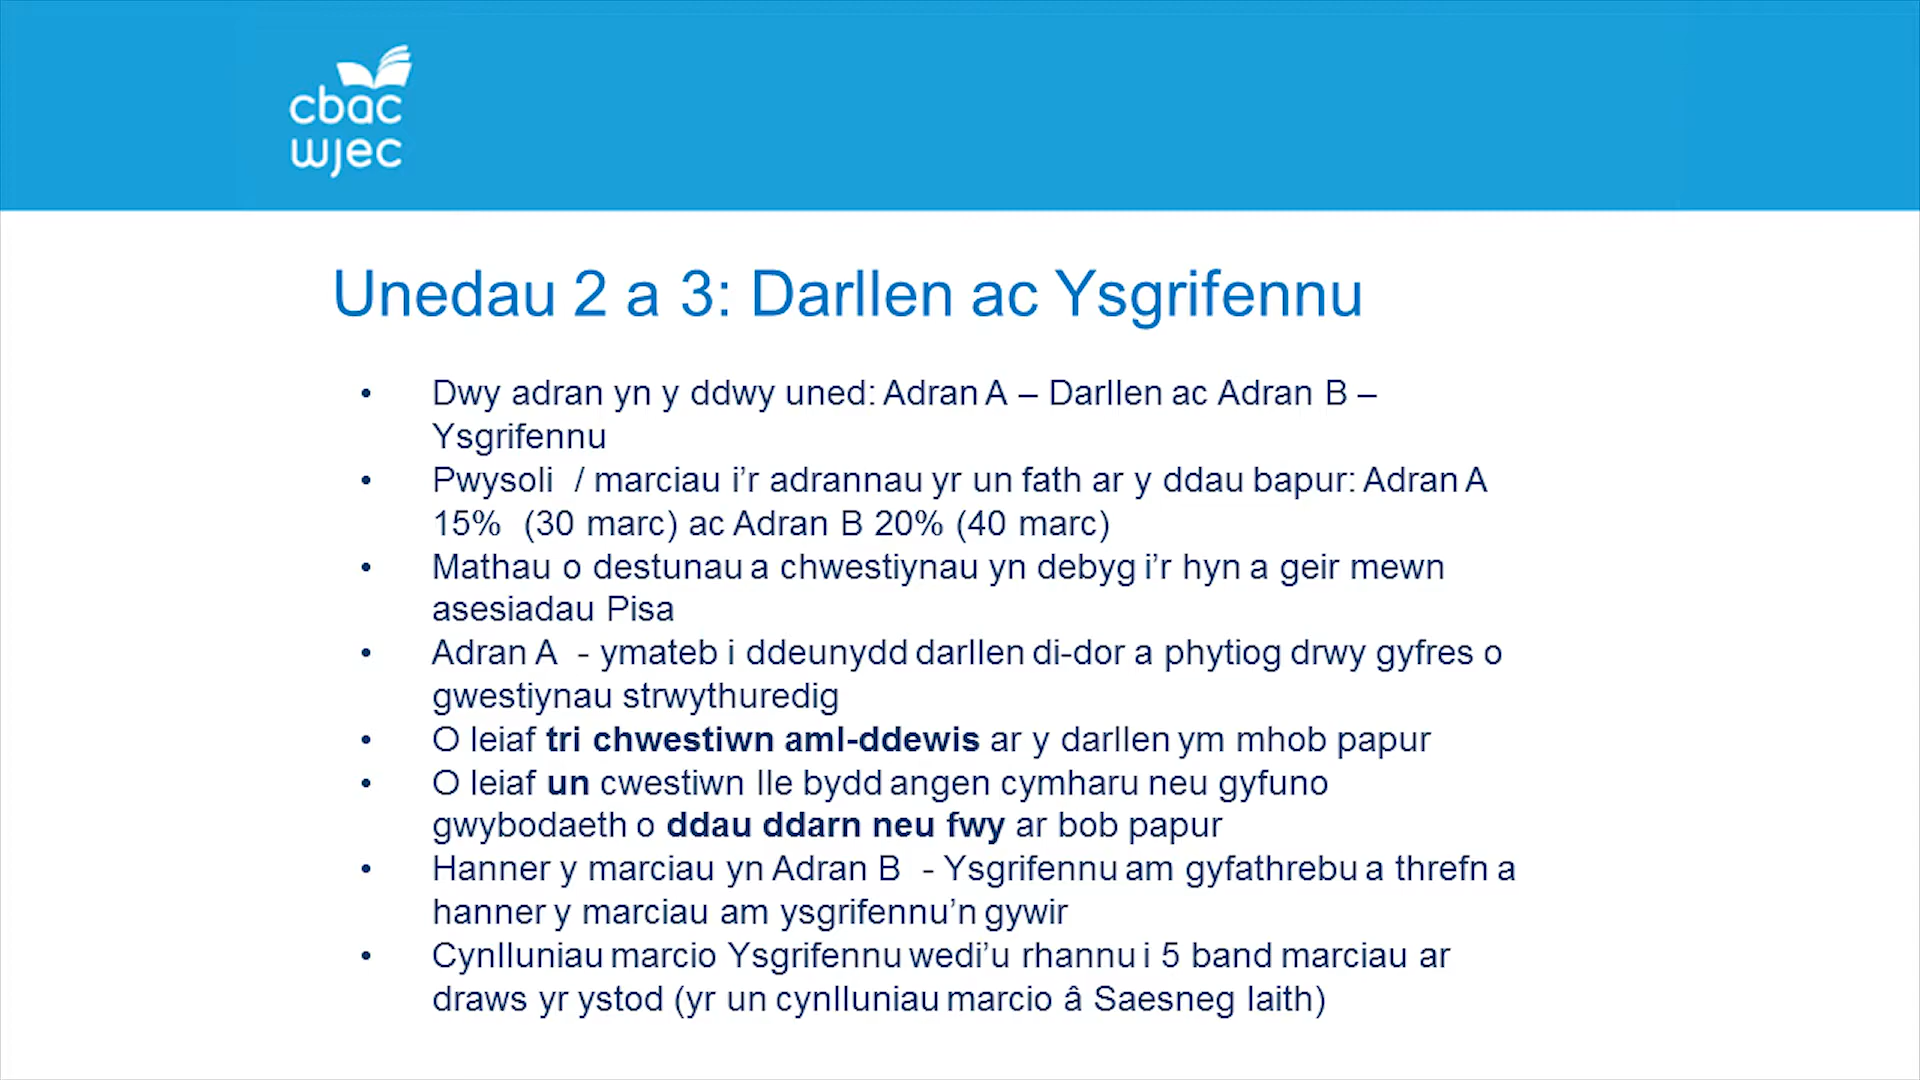 cbac
wjec
Unedau 2 a 3: Darllen ac Ysgrifennu
• Dwy adran yn y ddwy uned: Adran A – Darllen ac Adran B –
Ysgrifennu
• Pwysoli / marciau i’r adrannau yr un fath ar y ddau bapur: Adran A
15% (30 marc) ac Adran B 20% (40 marc)
• Mathau o destunau a chwestiynau yn debyg i’r hyn a geir mewn
asesiadau Pisa
• Adran A - ymateb i ddeunydd darllen di-dor a phytiog drwy gyfres o
gwestiynau strwythuredig
• O leiaf tri chwestiwn aml-ddewis ar y darllen ym mhob papur
• O leiaf un cwestiwn lle bydd angen cymharu neu gyfuno
gwybodaeth o ddau ddarn neu fwy ar bob papur
• Hanner y marciau yn Adran B - Ysgrifennu am gyfathrebu a threfn a
hanner y marciau am ysgrifennu’n gywir
• Cynlluniau marcio Ysgrifennu wedi’u rhannu i 5 band marciau ar
draws yr ystod (yr un cynlluniau marcio â Saesneg Iaith)